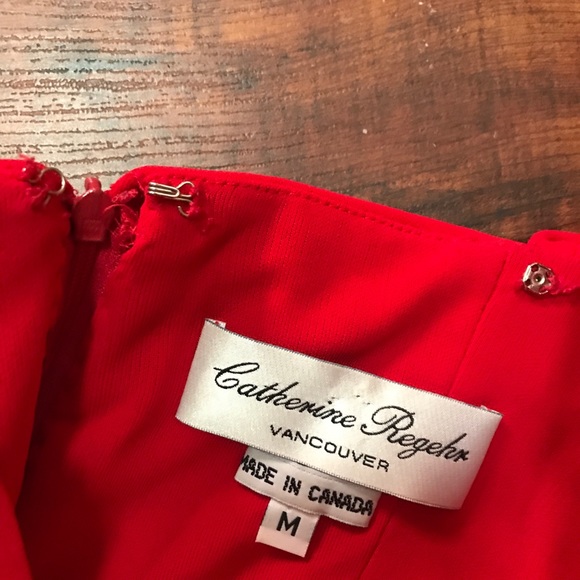 Catherine Regehr
VANCOUVER
MADE IN CANADA
M